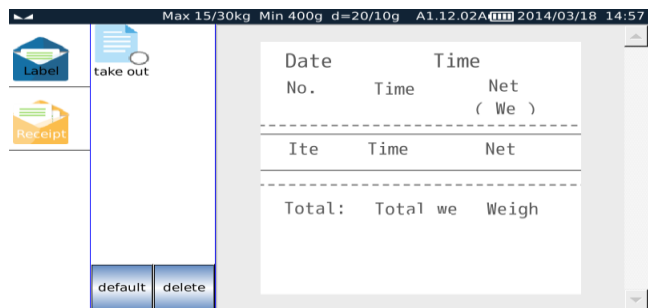 Max 15/30kg Min 400g d=20/10g A1.12.02A 2014/03/18 14:57
Label
take out
Receipt
default delete
Date Time
No. Time Net
( We )
Ite Time Net
Total: Total we Weigh